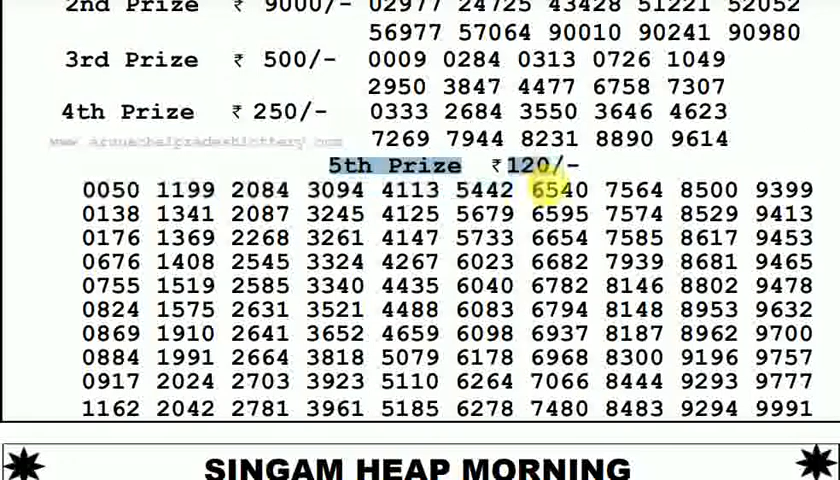 2nd Prize ₹ 9000/- 02977 24725 43428 51221 52052
56977 57064 90010 90241 90980
3rd Prize ₹ 500/- 0009 0284 0313 0726 1049
2950 3847 4477 6758 7307
4th Prize ₹ 250/- 0333 2684 3550 3646 4623
www.arunachalpradeshlottery.com 7269 7944 8231 8890 9614
5th Prize ₹ 120/-
0050 1199 2084 3094 4113 5442 6540 7564 8500 9399
0138 1341 2087 3245 4125 5679 6595 7574 8529 9413
0176 1369 2268 3261 4147 5733 6654 7585 8617 9453
0676 1408 2545 3324 4267 6023 6682 7939 8681 9465
0755 1519 2585 3340 4435 6040 6782 8146 8802 9478
0824 1575 2631 3521 4488 6083 6794 8148 8953 9632
0869 1910 2641 3652 4659 6098 6937 8187 8962 9700
0884 1991 2664 3818 5079 6178 6968 8300 9196 9757
0917 2024 2703 3923 5110 6264 7066 8444 9293 9777
1162 2042 2781 3961 5185 6278 7480 8483 9294 9991
SINGAM HEAP MORNING